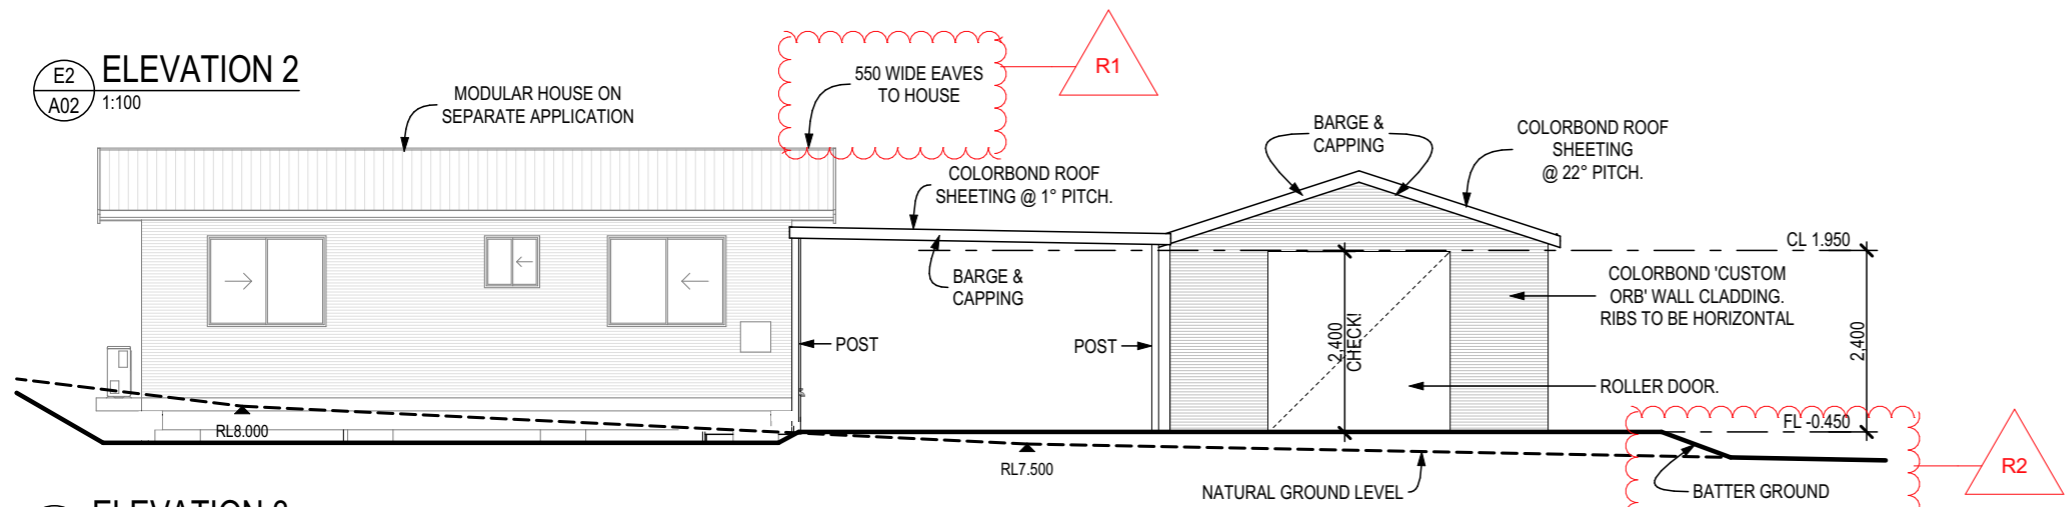 E2
A02
ELEVATION 2
1:100
MODULAR HOUSE ON
SEPARATE APPLICATION
550 WIDE EAVES
TO HOUSE
R1
COLORBOND ROOF
SHEETING @ 1° PITCH.
BARGE &
CAPPING
BARGE &
CAPPING
COLORBOND ROOF
SHEETING
@ 22° PITCH.
CL 1.950
COLORBOND 'CUSTOM
ORB' WALL CLADDING.
RIBS TO BE HORIZONTAL
2,400
CHECK!
2,400
POST
POST
ROLLER DOOR.
FL -0.450
RL8.000
RL7.500
NATURAL GROUND LEVEL
BATTER GROUND
R2